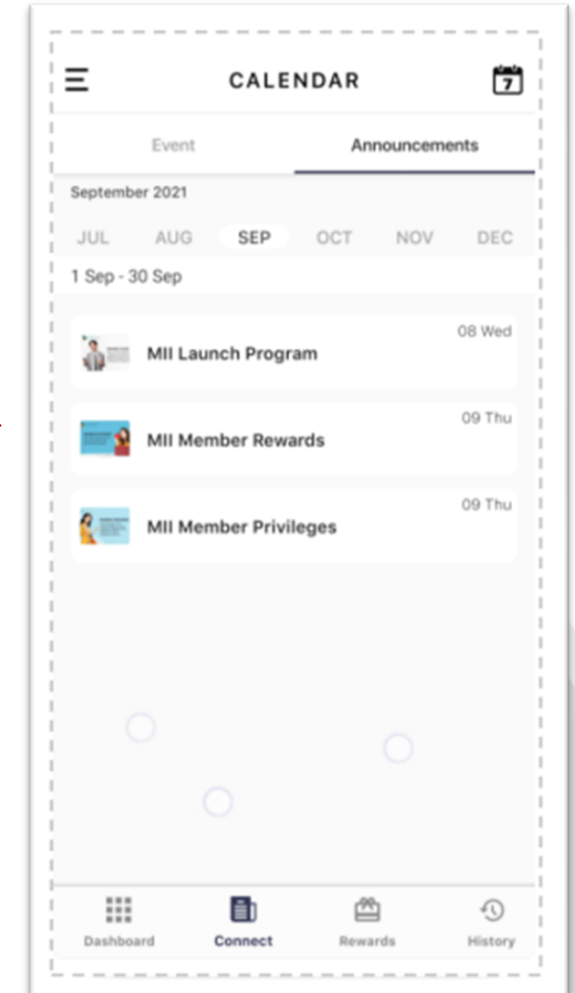 CALENDAR
7
Event Announcements
September 2021
JUL AUG SEP OCT NOV DEC
1 Sep - 30 Sep
08 Wed
MII Launch Program
09 Thu
MII Member Rewards
09 Thu
MII Member Privileges
Dashboard Connect Rewards History